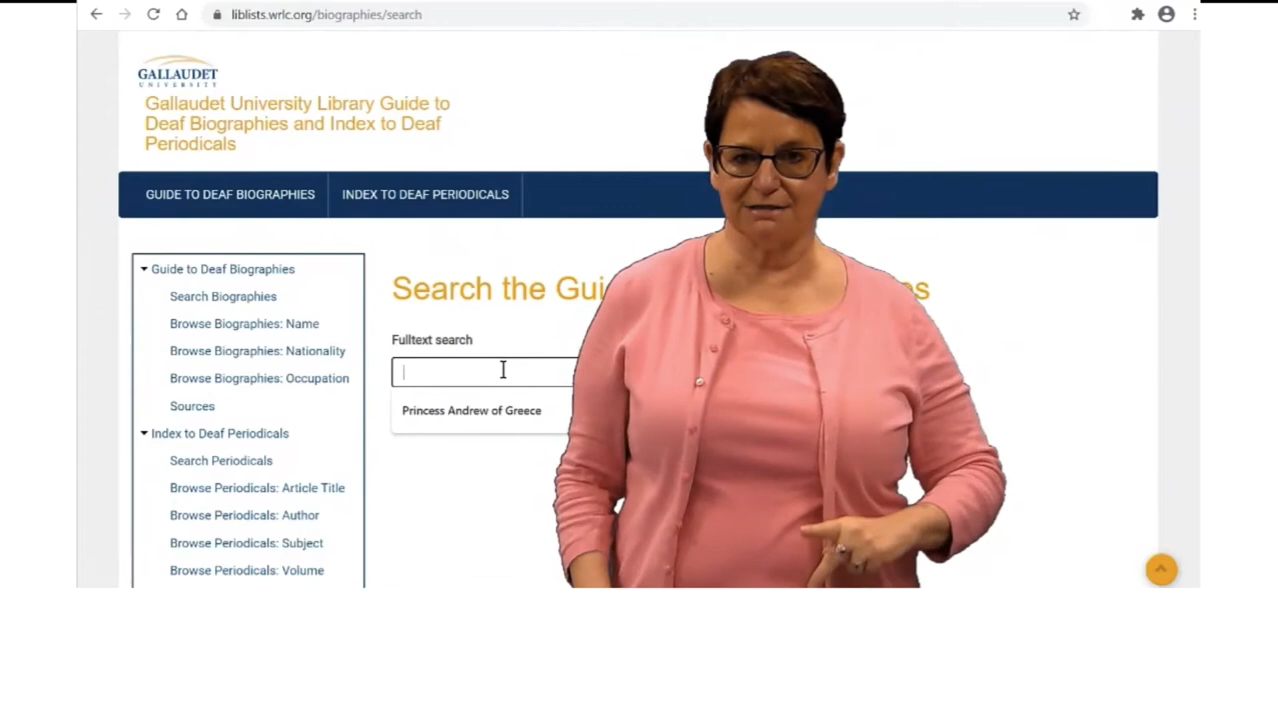 liblists.wrlc.org/biographies/search
GALLAUDET
UNIVERSITY
Gallaudet University Library Guide to
Deaf Biographies and Index to Deaf
Periodicals
GUIDE TO DEAF BIOGRAPHIES
INDEX TO DEAF PERIODICALS
Guide to Deaf Biographies
Search Biographies
Browse Biographies: Name
Browse Biographies: Nationality
Browse Biographies: Occupation
Sources
Index to Deaf Periodicals
Search Periodicals
Browse Periodicals: Article Title
Browse Periodicals: Author
Browse Periodicals: Subject
Browse Periodicals: Volume
Search the Gui es
Fulltext search
Princess Andrew of Greece